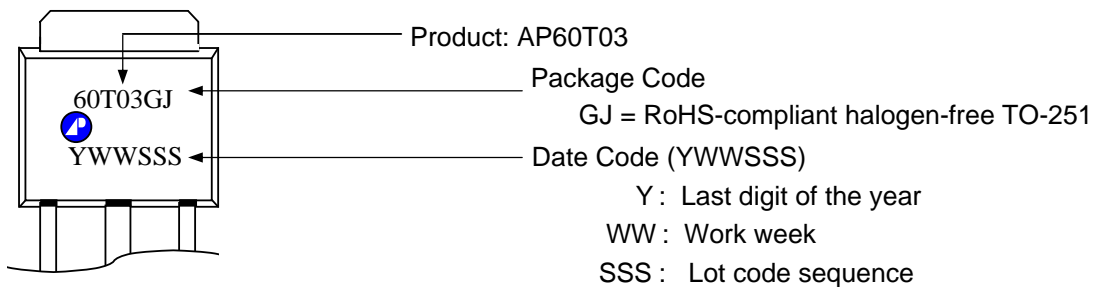 Product: AP60T03
60T03GJ
Package Code
GJ = RoHS-compliant halogen-free TO-251
YWWSSS
Date Code (YWWSSS)
Y : Last digit of the year
WW : Work week
SSS : Lot code sequence